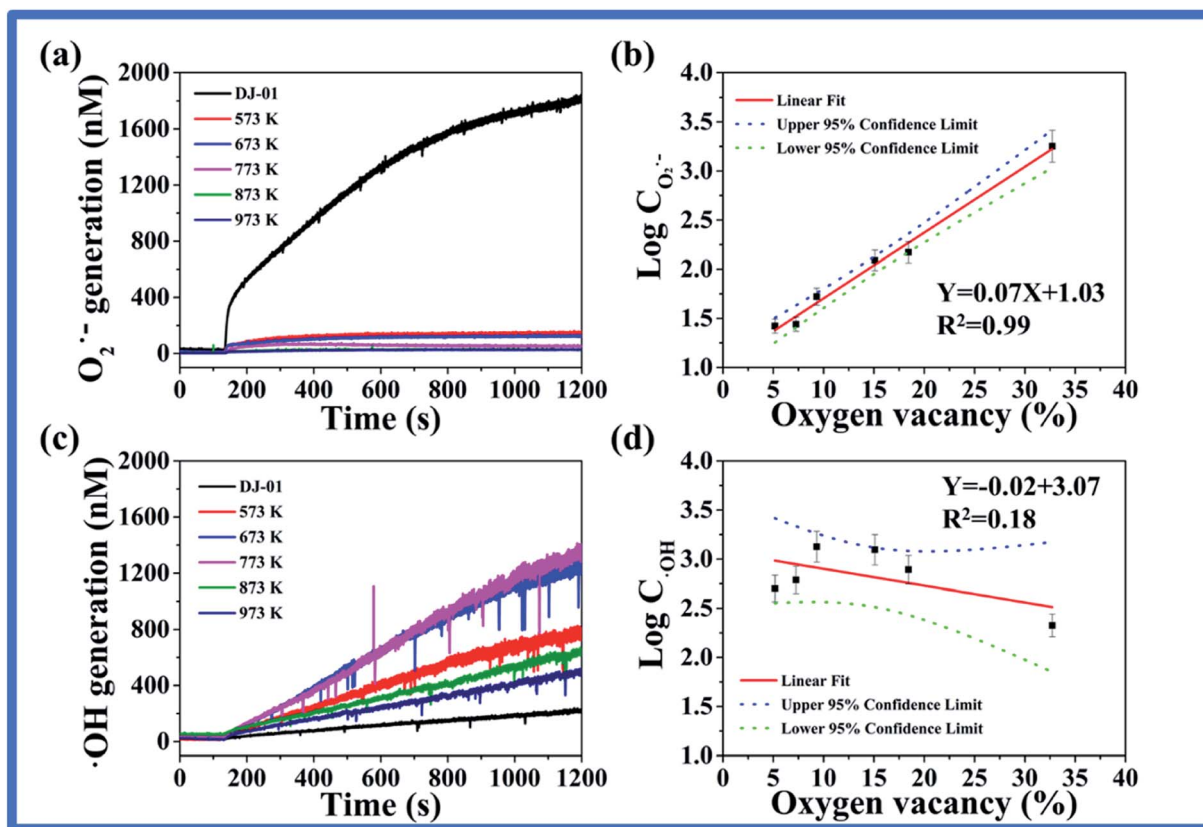 (a)
2000
1600
1200
800
400
0
O₂·⁻ generation (nM)
DJ-01
573 K
673 K
773 K
873 K
973 K
0 200 400 600 800 1000 1200
Time (s)
(b)
4.0
3.5
3.0
2.5
2.0
1.5
1.0
Log C O₂·⁻
Linear Fit
Upper 95% Confidence Limit
Lower 95% Confidence Limit
Y=0.07X+1.03
R²=0.99
0 5 10 15 20 25 30 35 40
Oxygen vacancy (%)
(c)
2000
1600
1200
800
400
0
·OH generation (nM)
DJ-01
573 K
673 K
773 K
873 K
973 K
0 200 400 600 800 1000 1200
Time (s)
(d)
4.0
3.5
3.0
2.5
2.0
1.5
1.0
Log C ·OH
Y=-0.02+3.07
R²=0.18
Linear Fit
Upper 95% Confidence Limit
Lower 95% Confidence Limit
0 5 10 15 20 25 30 35 40
Oxygen vacancy (%)